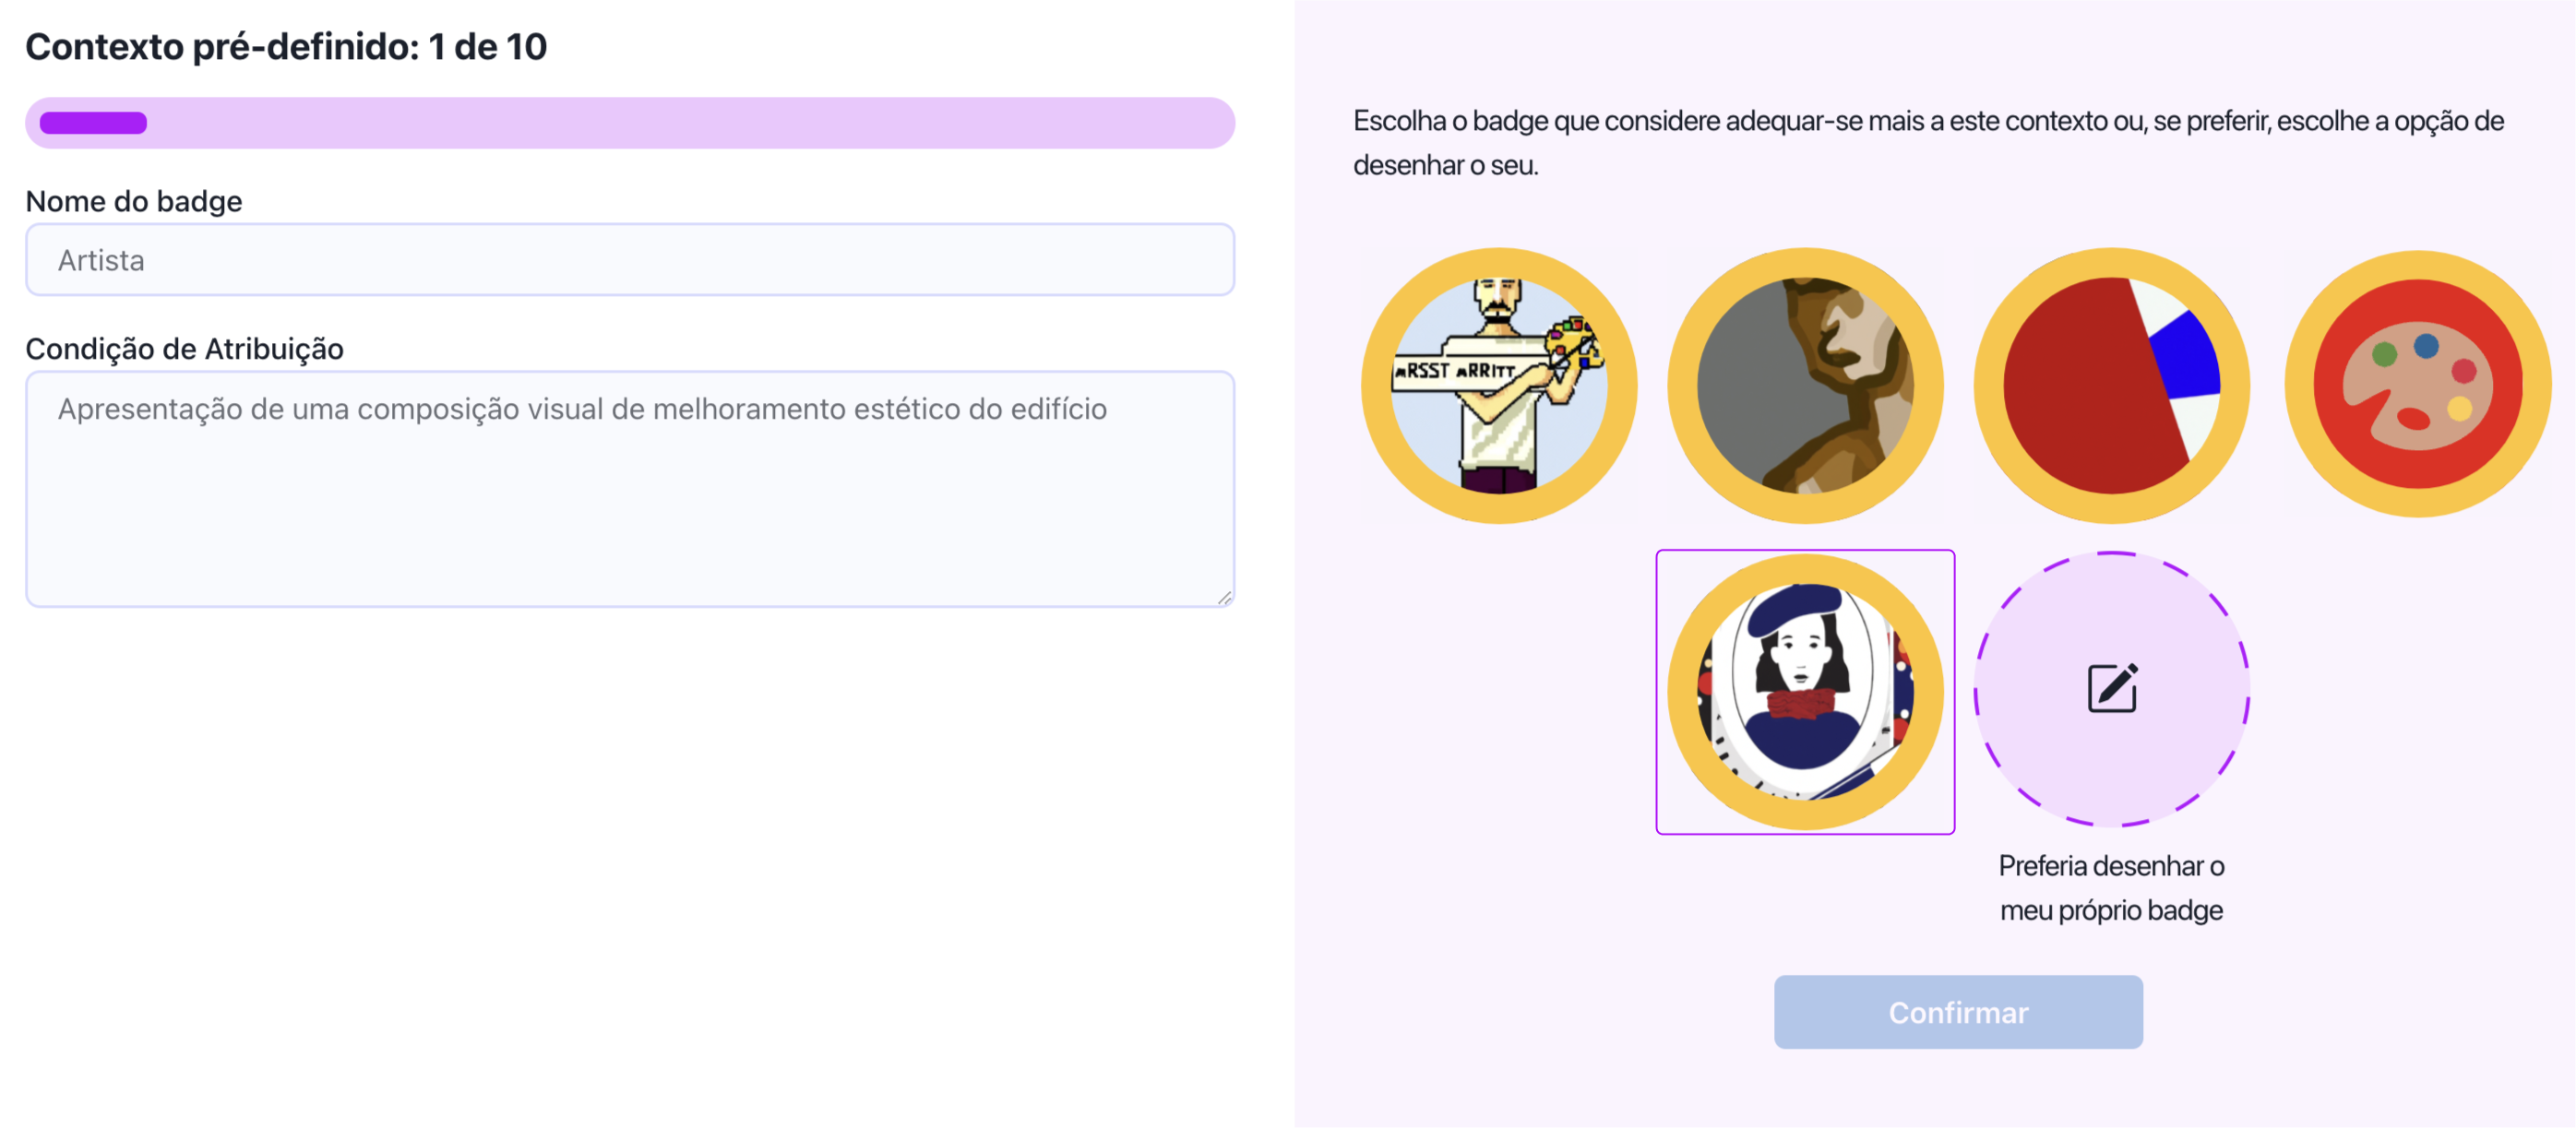 Contexto pré-definido: 1 de 10
Nome do badge
Artista
Condição de Atribuição
Apresentação de uma composição visual de melhoramento estético do edifício
Escolha o badge que considere adequar-se mais a este contexto ou, se preferir, escolhe a opção de
desenhar o seu.
ARSST ARRITT
Preferia desenhar o
meu próprio badge
Confirmar